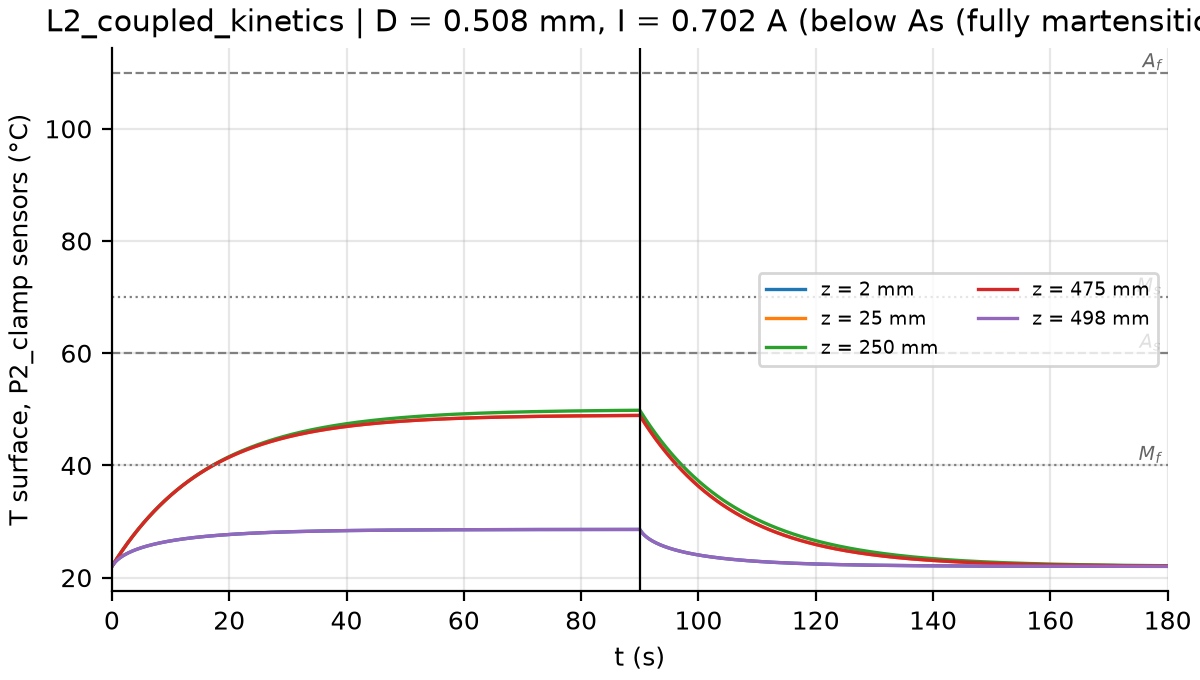 L2_coupled_kinetics | D = 0.508 mm, I = 0.702 A (below As (fully martensitic
T surface, P2_clamp sensors (°C)
100
80
60
40
20
A_f
M_s
A_s
M_f
z = 2 mm
z = 25 mm
z = 250 mm
z = 475 mm
z = 498 mm
0 20 40 60 80 100 120 140 160 180
t (s)